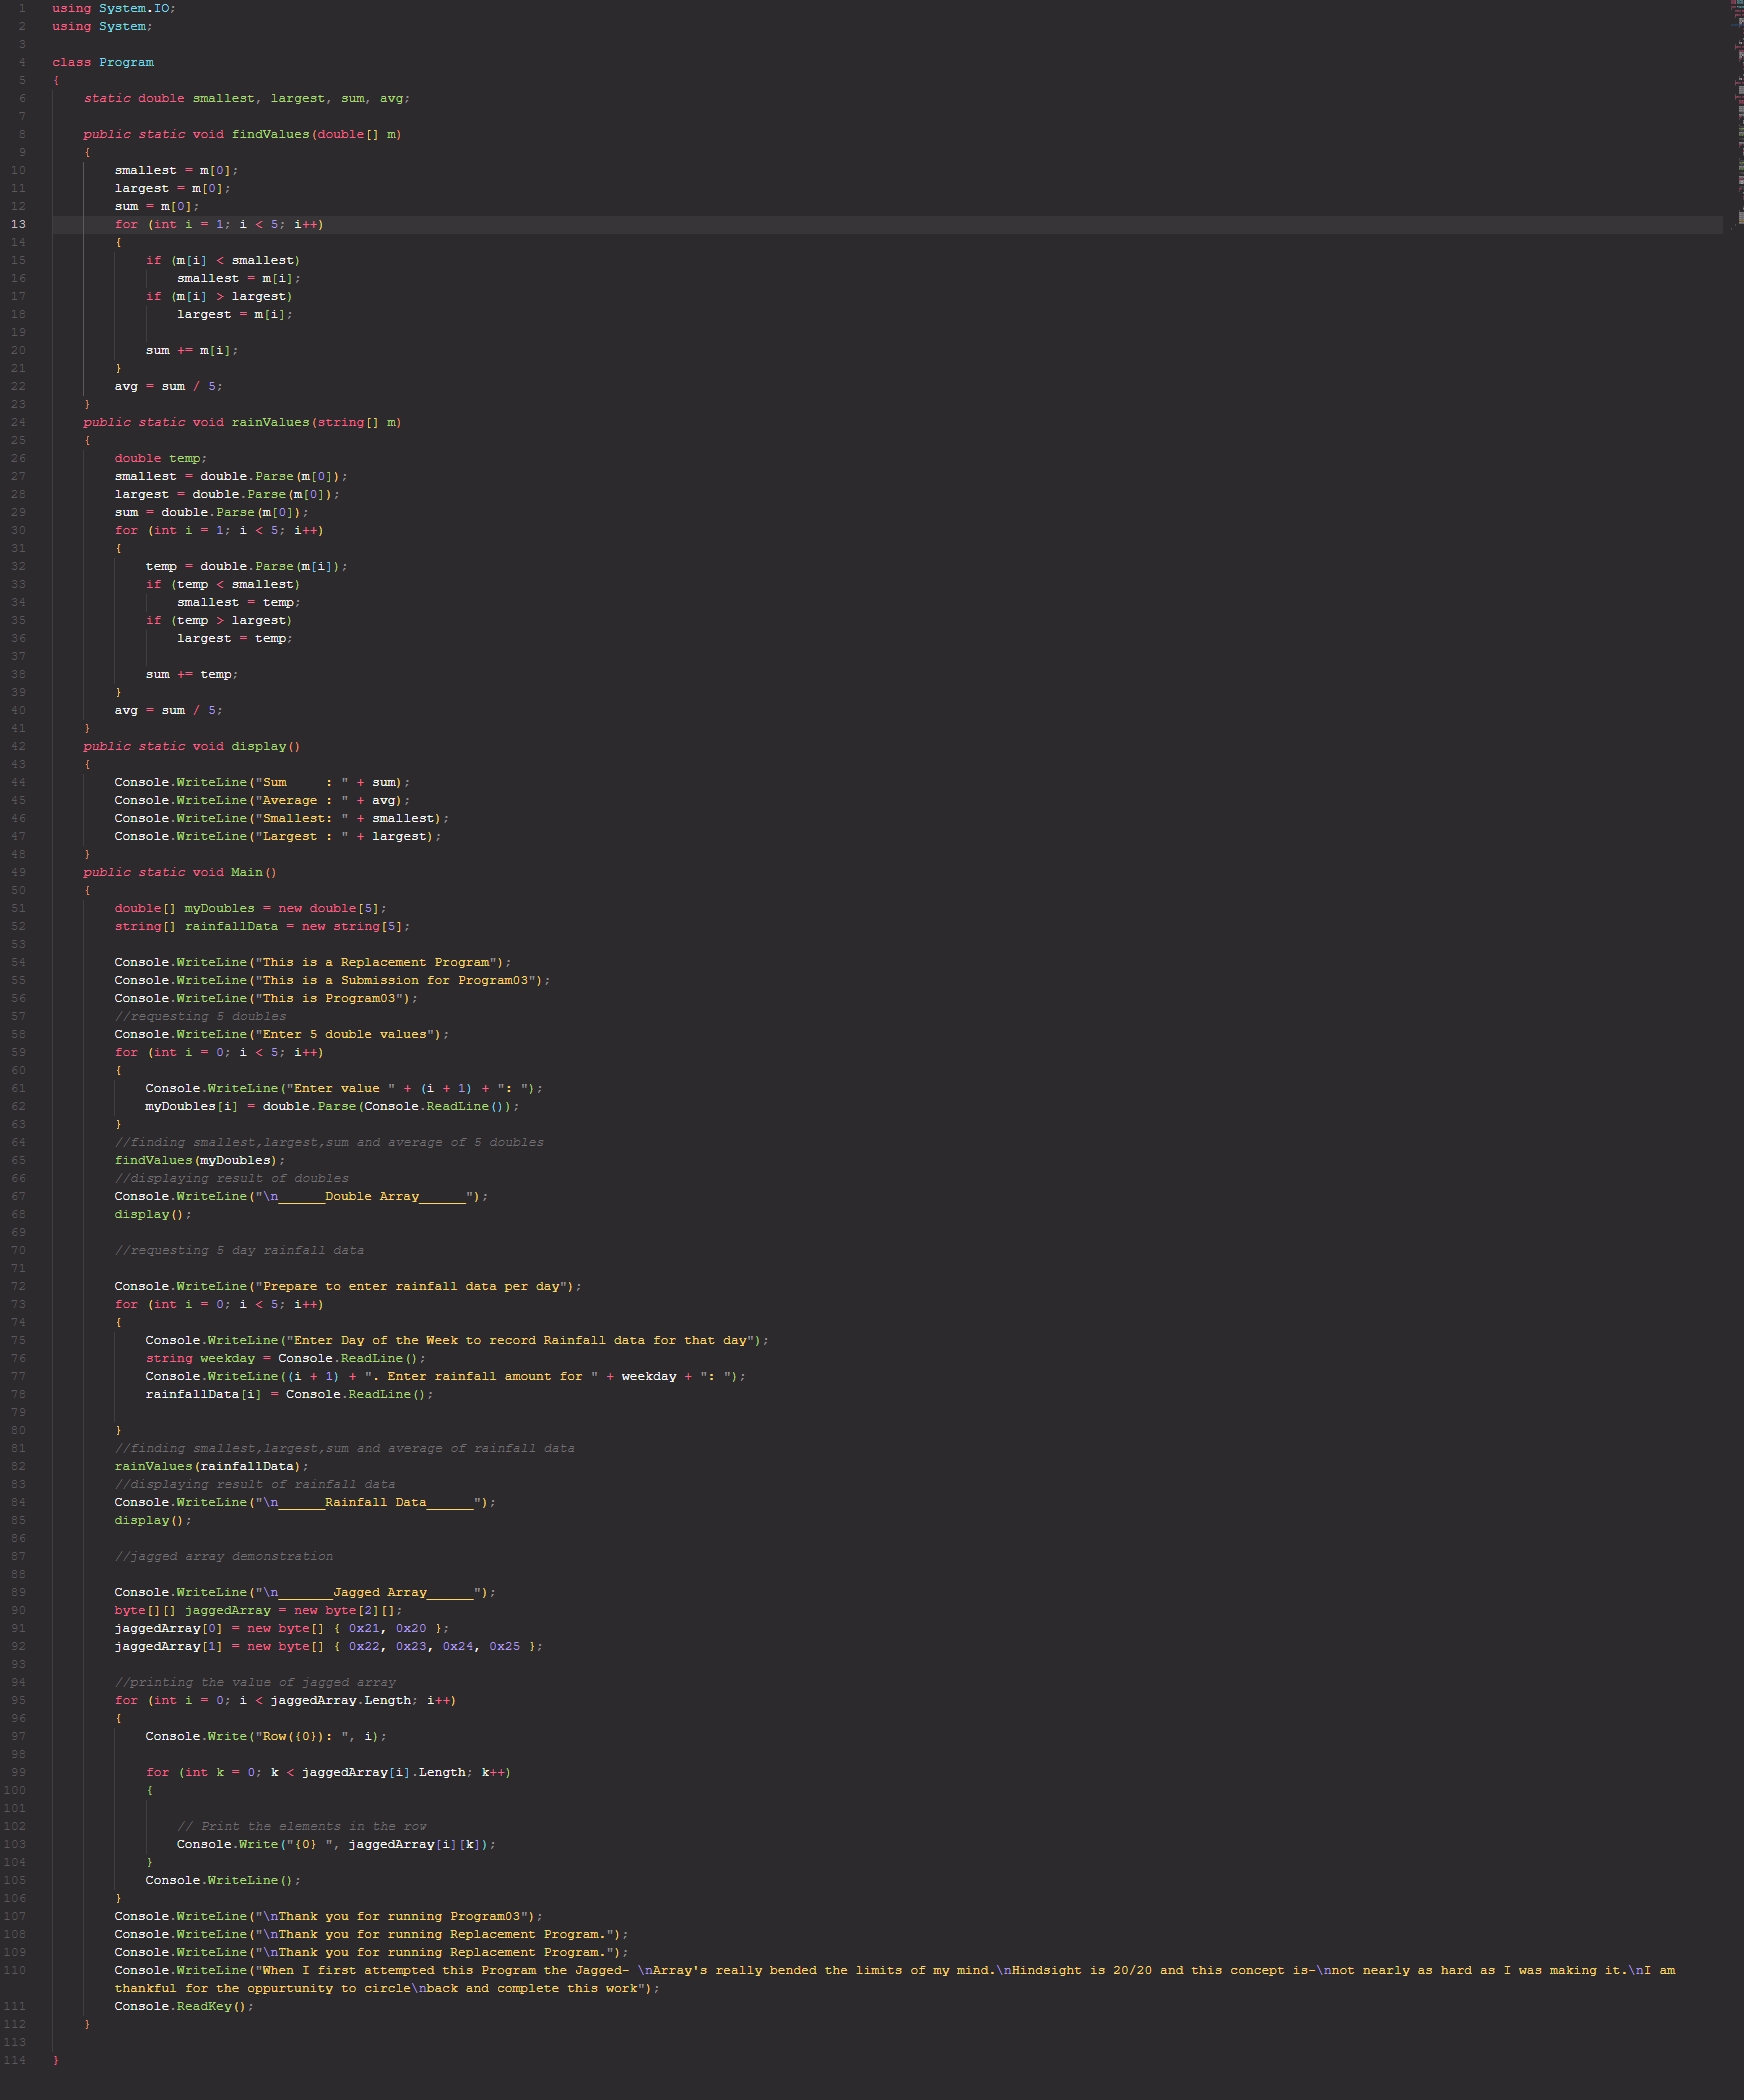 1 using System.IO;
2 using System;
3
4 class Program
5 {
6     static double smallest, largest, sum, avg;
7
8     public static void findValues(double[] m)
9     {
10         smallest = m[0];
11         largest = m[0];
12         sum = m[0];
13         for (int i = 1; i < 5; i++)
14         {
15             if (m[i] < smallest)
16                 smallest = m[i];
17             if (m[i] > largest)
18                 largest = m[i];
19
20             sum += m[i];
21         }
22         avg = sum / 5;
23     }
24     public static void rainValues(string[] m)
25     {
26         double temp;
27         smallest = double.Parse(m[0]);
28         largest = double.Parse(m[0]);
29         sum = double.Parse(m[0]);
30         for (int i = 1; i < 5; i++)
31         {
32             temp = double.Parse(m[i]);
33             if (temp < smallest)
34                 smallest = temp;
35             if (temp > largest)
36                 largest = temp;
37
38             sum += temp;
39         }
40         avg = sum / 5;
41     }
42     public static void display()
43     {
44         Console.WriteLine("Sum     : " + sum);
45         Console.WriteLine("Average : " + avg);
46         Console.WriteLine("Smallest: " + smallest);
47         Console.WriteLine("Largest : " + largest);
48     }
49     public static void Main()
50     {
51         double[] myDoubles = new double[5];
52         string[] rainfallData = new string[5];
53
54         Console.WriteLine("This is a Replacement Program");
55         Console.WriteLine("This is a Submission for Program03");
56         Console.WriteLine("This is Program03");
57         //requesting 5 doubles
58         Console.WriteLine("Enter 5 double values");
59         for (int i = 0; i < 5; i++)
60         {
61             Console.WriteLine("Enter value " + (i + 1) + ": ");
62             myDoubles[i] = double.Parse(Console.ReadLine());
63         }
64         //finding smallest,largest,sum and average of 5 doubles
65         findValues(myDoubles);
66         //displaying result of doubles
67         Console.WriteLine("\n______Double Array______");
68         display();
69
70         //requesting 5 day rainfall data
71
72         Console.WriteLine("Prepare to enter rainfall data per day");
73         for (int i = 0; i < 5; i++)
74         {
75             Console.WriteLine("Enter Day of the Week to record Rainfall data for that day");
76             string weekday = Console.ReadLine();
77             Console.WriteLine((i + 1) + ". Enter rainfall amount for " + weekday + ": ");
78             rainfallData[i] = Console.ReadLine();
79
80         }
81         //finding smallest,largest,sum and average of rainfall data
82         rainValues(rainfallData);
83         //displaying result of rainfall data
84         Console.WriteLine("\n______Rainfall Data______");
85         display();
86
87         //jagged array demonstration
88
89         Console.WriteLine("\n_______Jagged Array______");
90         byte[][] jaggedArray = new byte[2][];
91         jaggedArray[0] = new byte[] { 0x21, 0x20 };
92         jaggedArray[1] = new byte[] { 0x22, 0x23, 0x24, 0x25 };
93
94         //printing the value of jagged array
95         for (int i = 0; i < jaggedArray.Length; i++)
96         {
97             Console.Write("Row({0}): ", i);
98
99             for (int k = 0; k < jaggedArray[i].Length; k++)
100             {
101
102                 // Print the elements in the row
103                 Console.Write("{0} ", jaggedArray[i][k]);
104             }
105             Console.WriteLine();
106         }
107         Console.WriteLine("\nThank you for running Program03");
108         Console.WriteLine("\nThank you for running Replacement Program.");
109         Console.WriteLine("\nThank you for running Replacement Program.");
110         Console.WriteLine("When I first attempted this Program the Jagged- \nArray's really bended the limits of my mind.\nHindsight is 20/20 and this concept is-\nnot nearly as hard as I was making it.\nI am
thankful for the oppurtunity to circle\nback and complete this work");
111         Console.ReadKey();
112     }
113
114 }